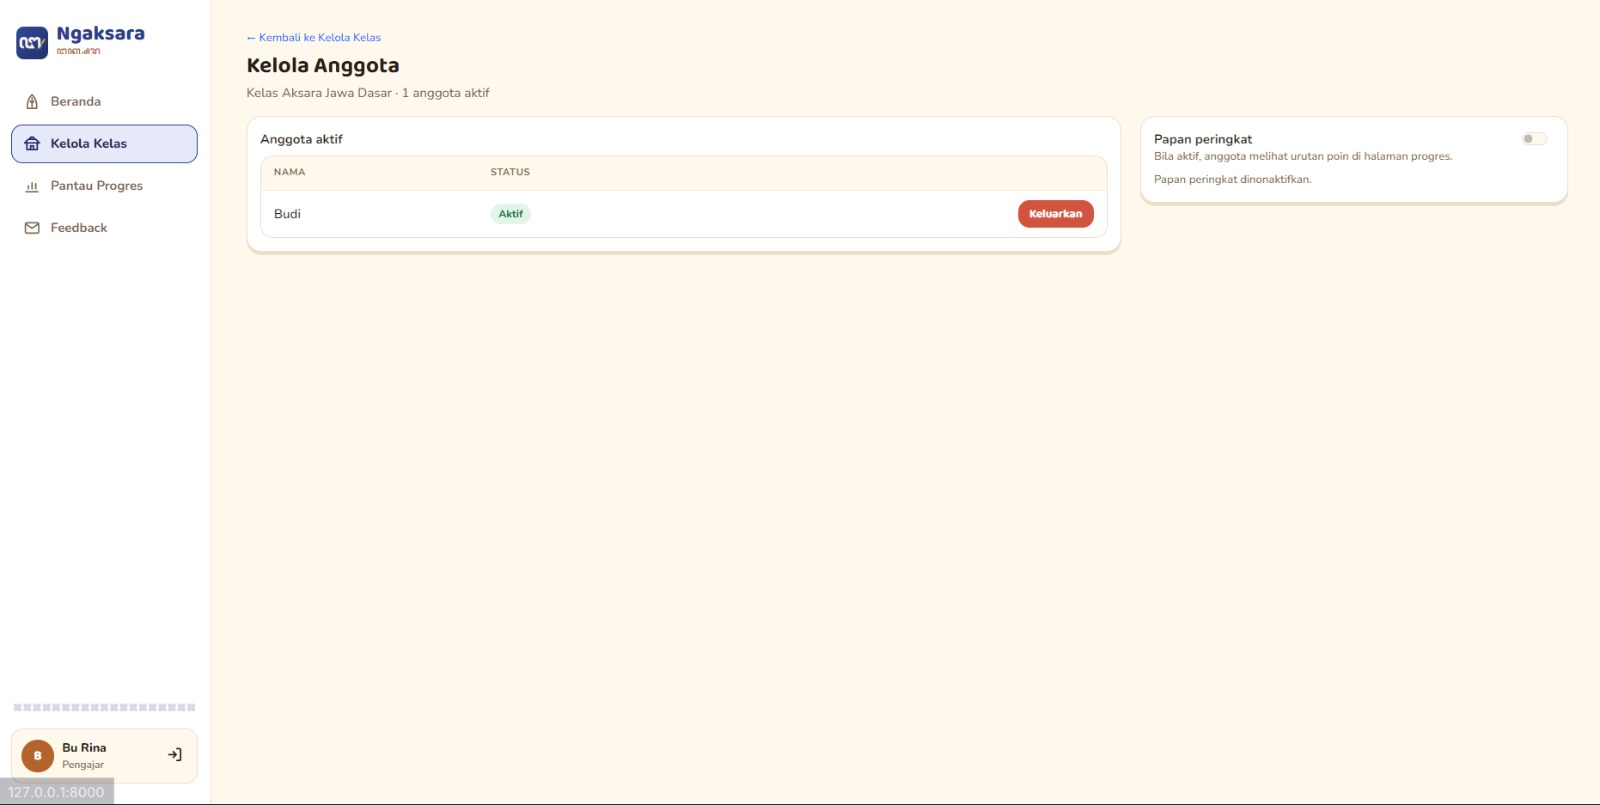 Ngaksara
Beranda
Kelola Kelas
Pantau Progres
Feedback
B
Bu Rina
Pengajar
127.0.0.1:8000
← Kembali ke Kelola Kelas
Kelola Anggota
Kelas Aksara Jawa Dasar · 1 anggota aktif
Anggota aktif
NAMA STATUS
Budi Aktif Keluarkan
Papan peringkat
Bila aktif, anggota melihat urutan poin di halaman progres.
Papan peringkat dinonaktifkan.